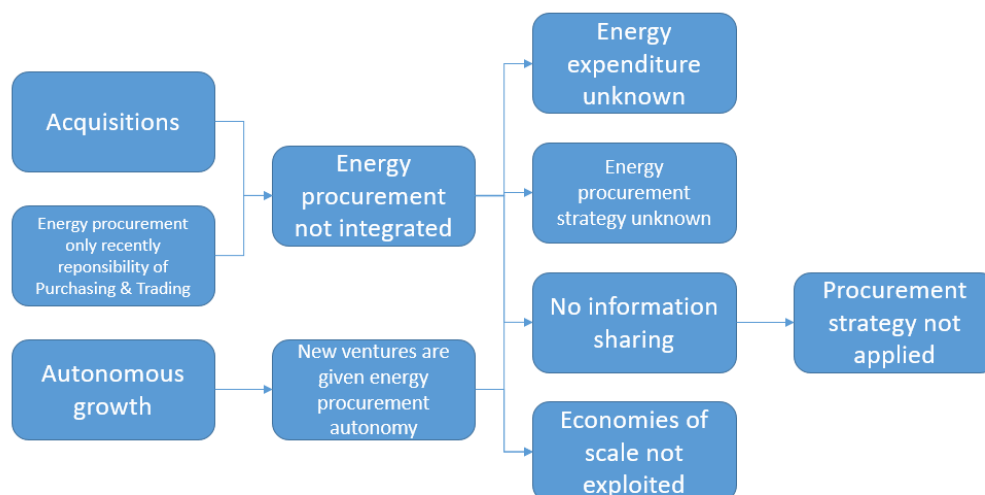 Acquisitions
Energy procurement
only recently
reponsibility of
Purchasing & Trading
Autonomous
growth
Energy
procurement
not integrated
New ventures are
given energy
procurement
autonomy
Energy
expenditure
unknown
Energy
procurement
strategy unknown
No information
sharing
Economies of
scale not
exploited
Procurement
strategy not
applied